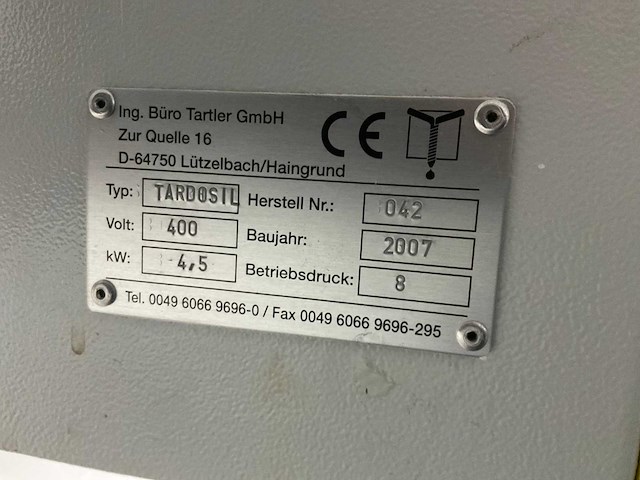 Ing. Büro Tartler GmbH
Zur Quelle 16
D-64750 Lützelbach/Haingrund
CE
Typ: TARDOSIL Herstell Nr.: 042
Volt: 400 Baujahr: 2007
kW: 4,5 Betriebsdruck: 8
Tel. 0049 6066 9696-0 / Fax 0049 6066 9696-295